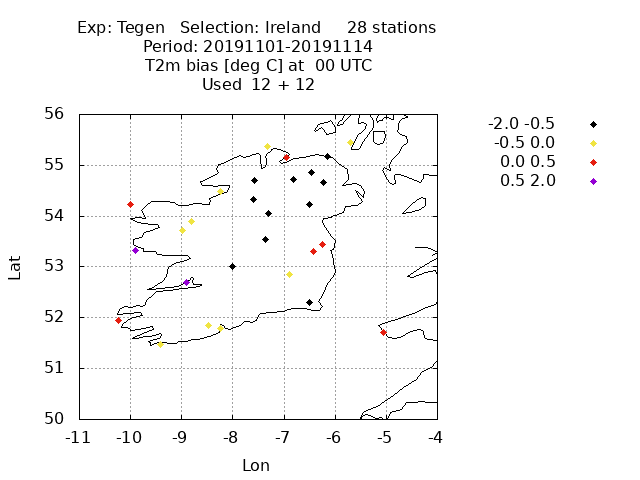 Exp: Tegen   Selection: Ireland     28 stations
Period: 20191101-20191114
T2m bias [deg C] at  00 UTC
Used  12 + 12
-2.0 -0.5
-0.5 0.0
0.0 0.5
0.5 2.0
56
55
54
53
52
51
50
Lat
-11 -10 -9 -8 -7 -6 -5 -4
Lon